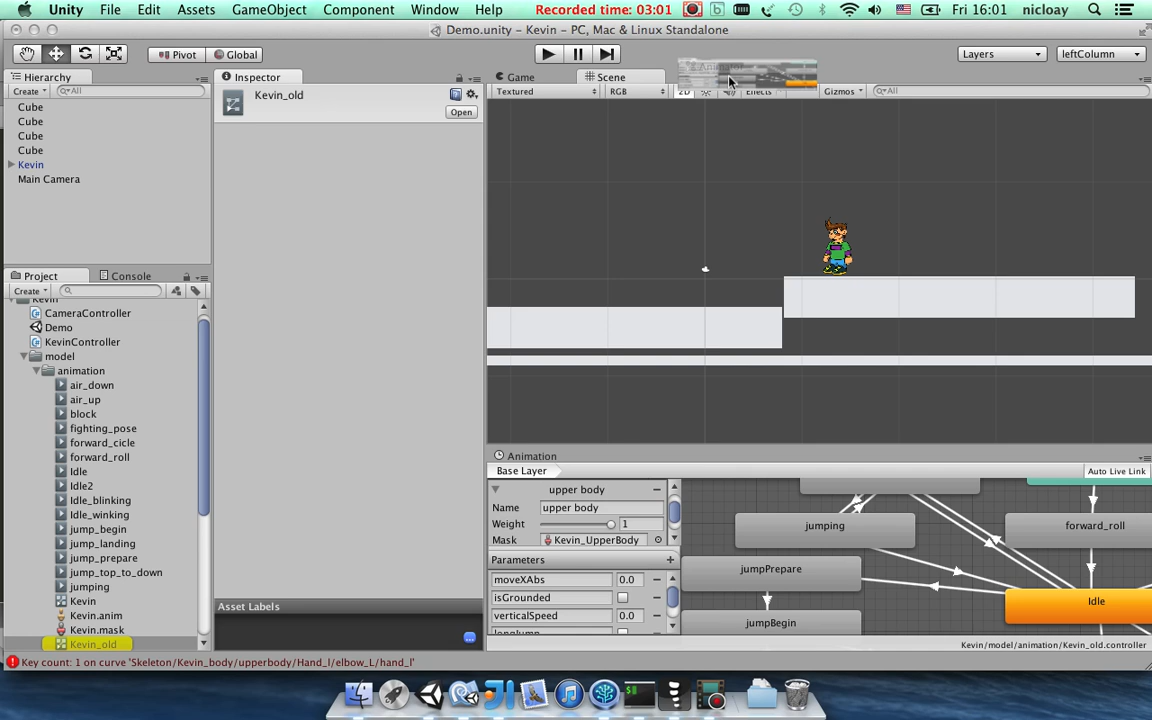 Unity File Edit Assets GameObject Component Window Help Recorded time: 03:01 Fri 16:01 nicloay
Demo.unity - Kevin - PC, Mac & Linux Standalone
Pivot Global Layers leftColumn
Hierarchy
Create All
Cube
Cube
Cube
Cube
Kevin
Main Camera
Inspector
Kevin_old
Open
Asset Labels
Game Scene Animator
Textured RGB 2D Effects Gizmos All
Project Console
Create
Kevin
CameraController
Demo
KevinController
model
animation
air_down
air_up
block
fighting_pose
forward_cicle
forward_roll
Idle
Idle2
Idle_blinking
Idle_winking
jump_begin
jump_landing
jump_prepare
jump_top_to_down
jumping
Kevin
Kevin.anim
Kevin.mask
Kevin_old
Animation
Base Layer Auto Live Link
upper body
Name upper body
Weight 1
Mask Kevin_UpperBody
Parameters
moveXAbs 0.0
isGrounded
verticalSpeed 0.0
longJump
jumping
forward_roll
jumpPrepare
Idle
jumpBegin
Kevin/model/animation/Kevin_old.controller
Key count: 1 on curve 'Skeleton/Kevin_body/upperbody/Hand_l/elbow_L/hand_l'